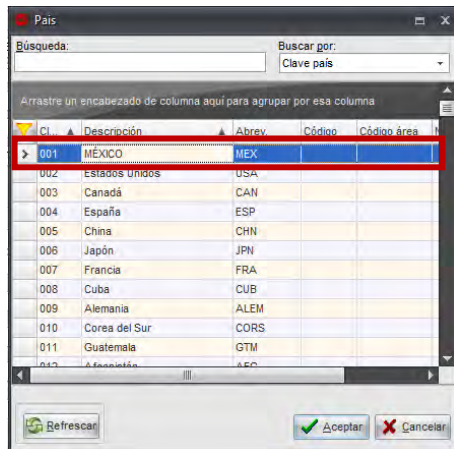 País
Búsqueda: Buscar por:
Clave país
Arrastre un encabezado de columna aquí para agrupar por esa columna
Cl... Descripción Abrev. Código Código área
001 MÉXICO MEX
002 Estados Unidos USA
003 Canadá CAN
004 España ESP
005 China CHN
006 Japón JPN
007 Francia FRA
008 Cuba CUB
009 Alemania ALEM
010 Corea del Sur CORS
011 Guatemala GTM
012 Afganistán AFG
Refrescar Aceptar Cancelar